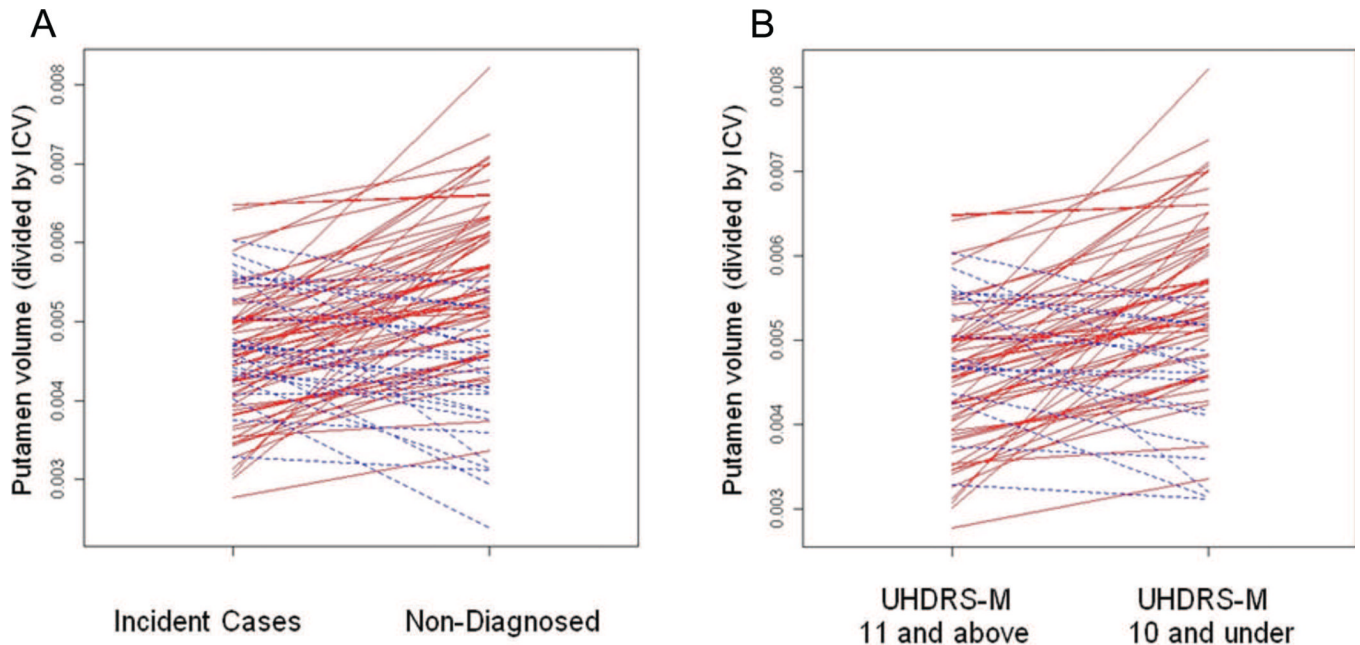 A
B
Putamen volume (divided by ICV)
0.008
0.007
0.006
0.005
0.004
0.003
Incident Cases
Non-Diagnosed
Putamen volume (divided by ICV)
0.008
0.007
0.006
0.005
0.004
0.003
UHDRS-M
11 and above
UHDRS-M
10 and under